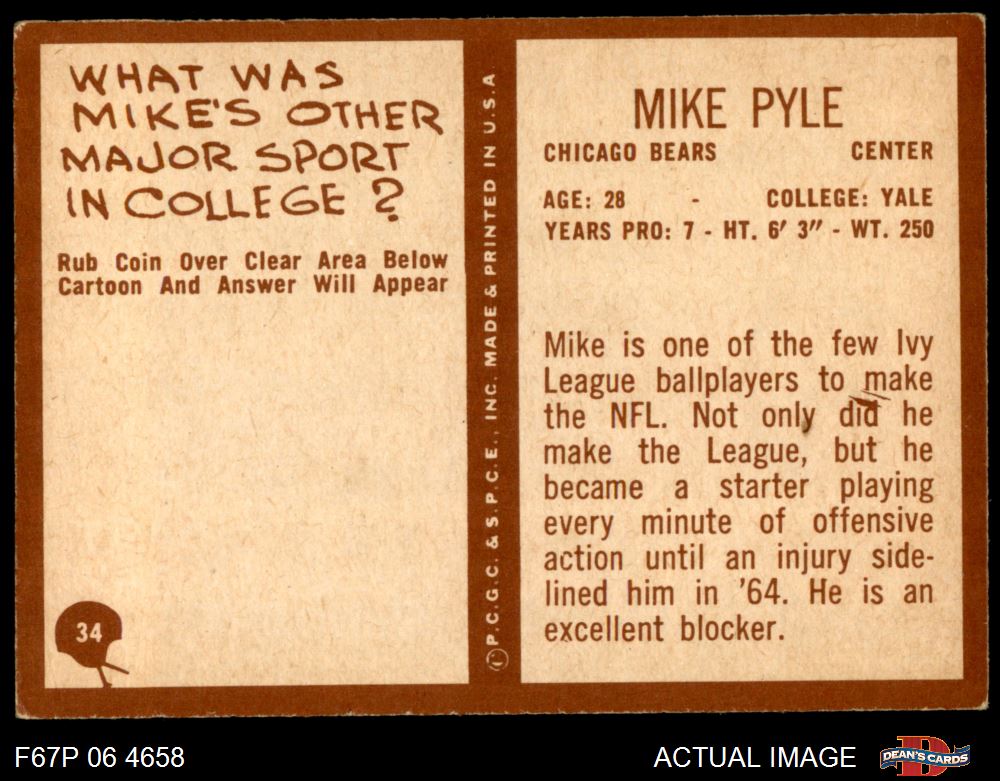 WHAT WAS
MIKE'S OTHER
MAJOR SPORT
IN COLLEGE ?
Rub Coin Over Clear Area Below
Cartoon And Answer Will Appear
34
© P.C.G.C. & S.P.C.E., INC. MADE & PRINTED IN U.S.A
MIKE PYLE
CHICAGO BEARS CENTER
AGE: 28 - COLLEGE: YALE
YEARS PRO: 7 - HT. 6' 3" - WT. 250
Mike is one of the few Ivy
League ballplayers to make
the NFL. Not only did he
make the League, but he
became a starter playing
every minute of offensive
action until an injury side-
lined him in '64. He is an
excellent blocker.
F67P 06 4658
ACTUAL IMAGE
DEAN'S CARDS